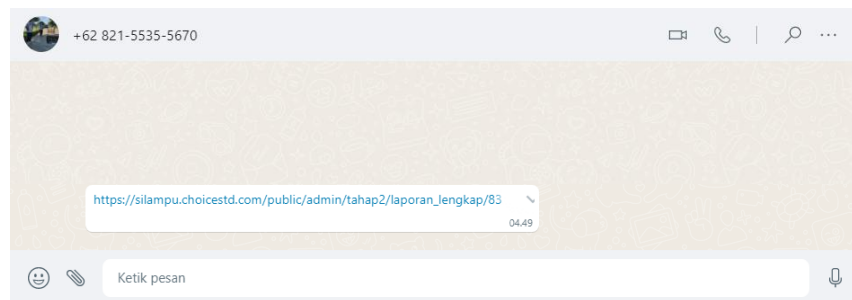 +62 821-5535-5670
https://silampu.choicestd.com/public/admin/tahap2/laporan_lengkap/83
04.49
Ketik pesan